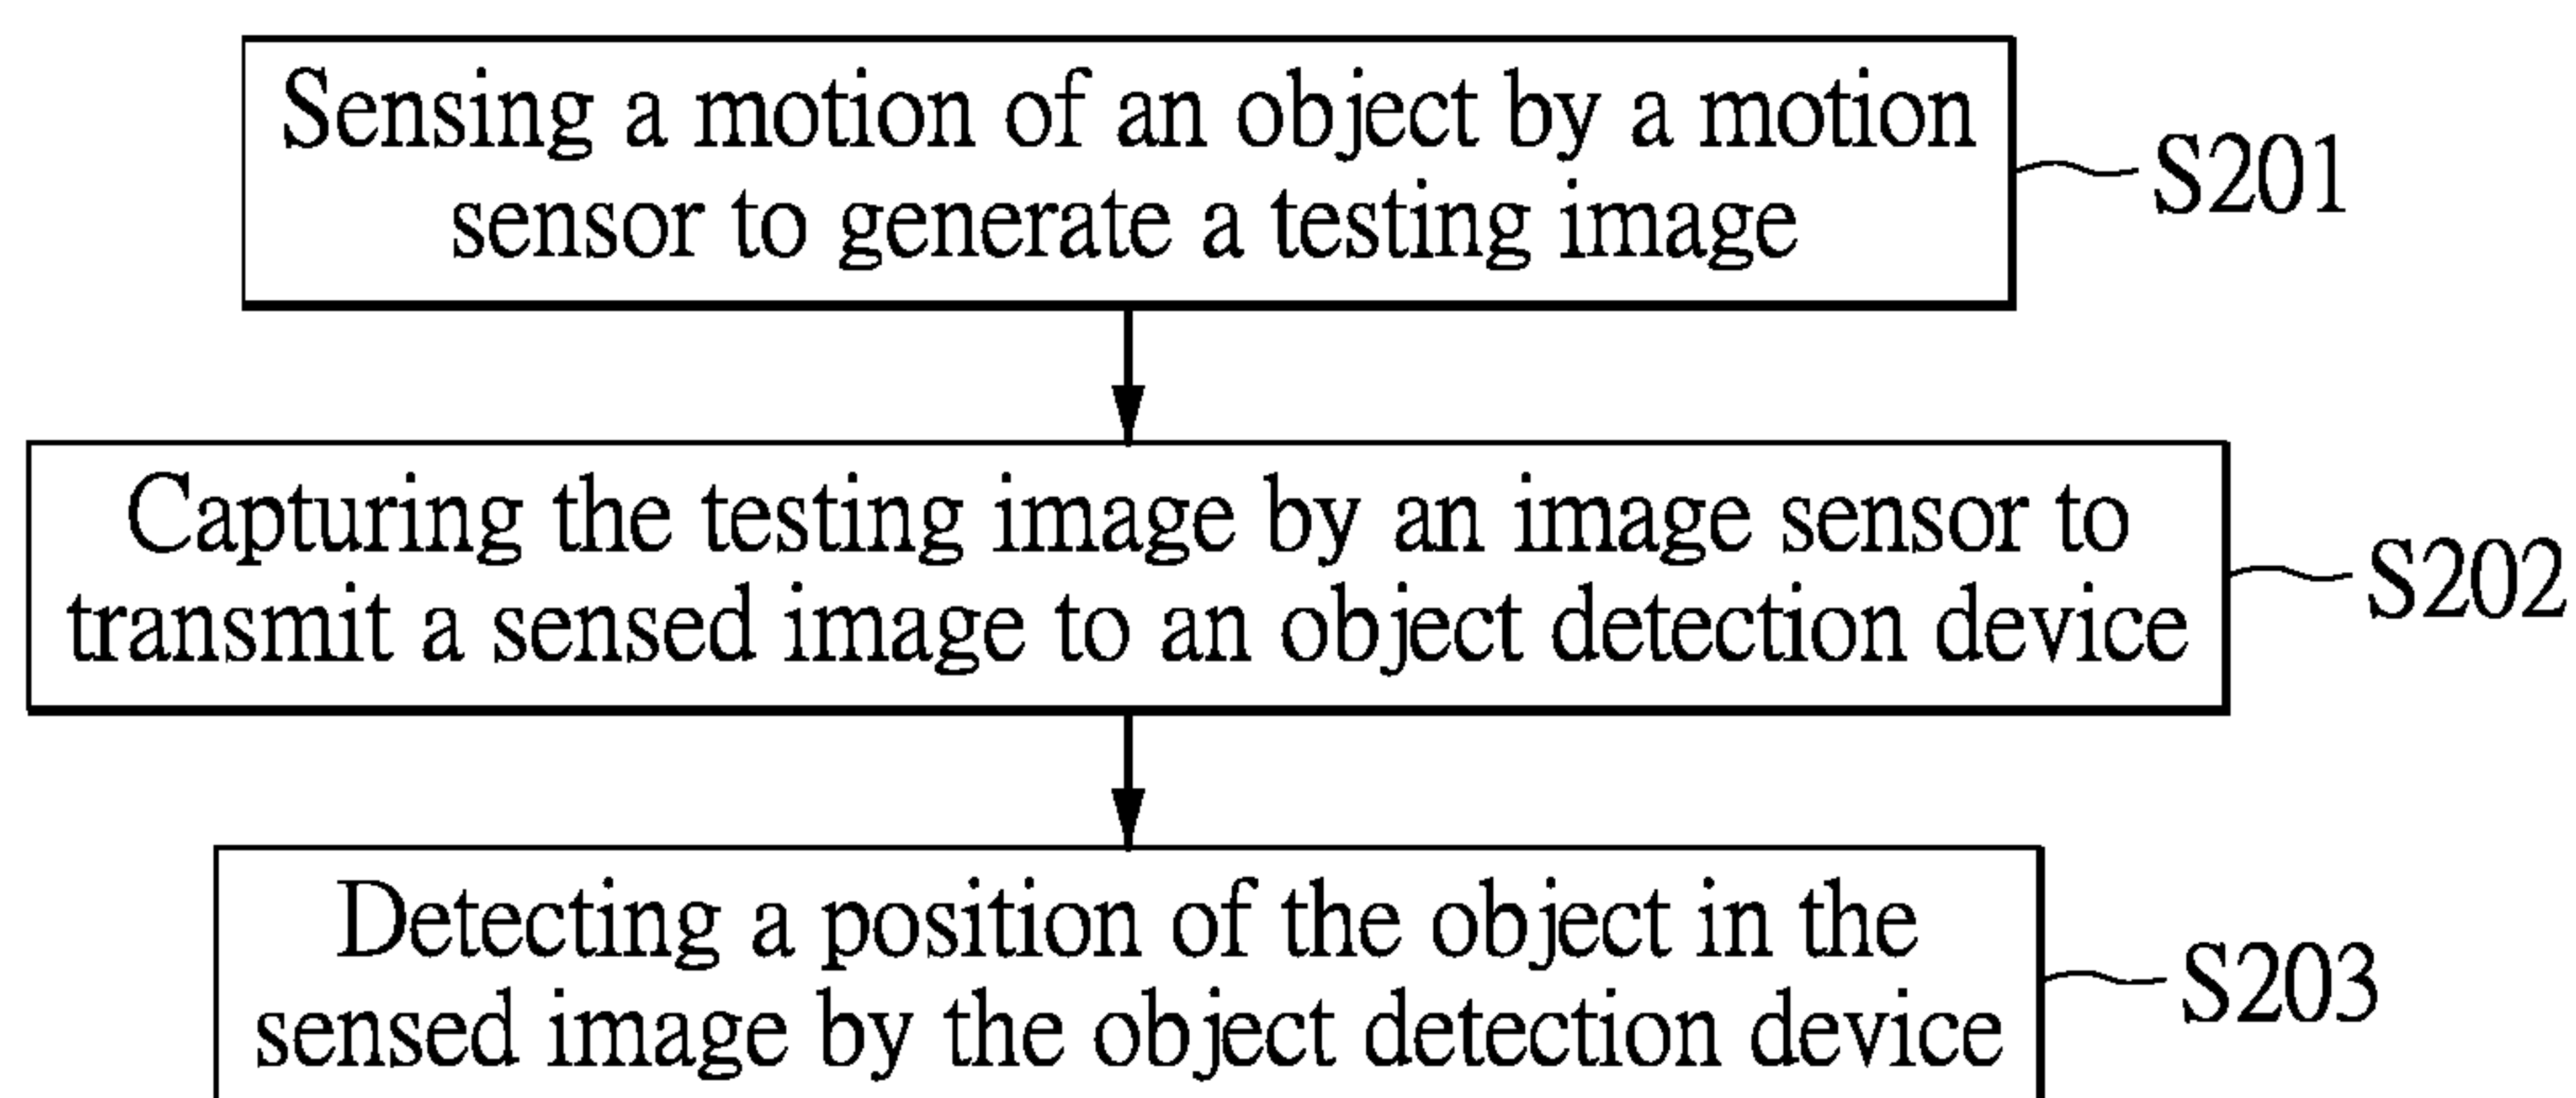 Sensing a motion of an object by a motion
sensor to generate a testing image
S201
Capturing the testing image by an image sensor to
transmit a sensed image to an object detection device
S202
Detecting a position of the object in the
sensed image by the object detection device
S203